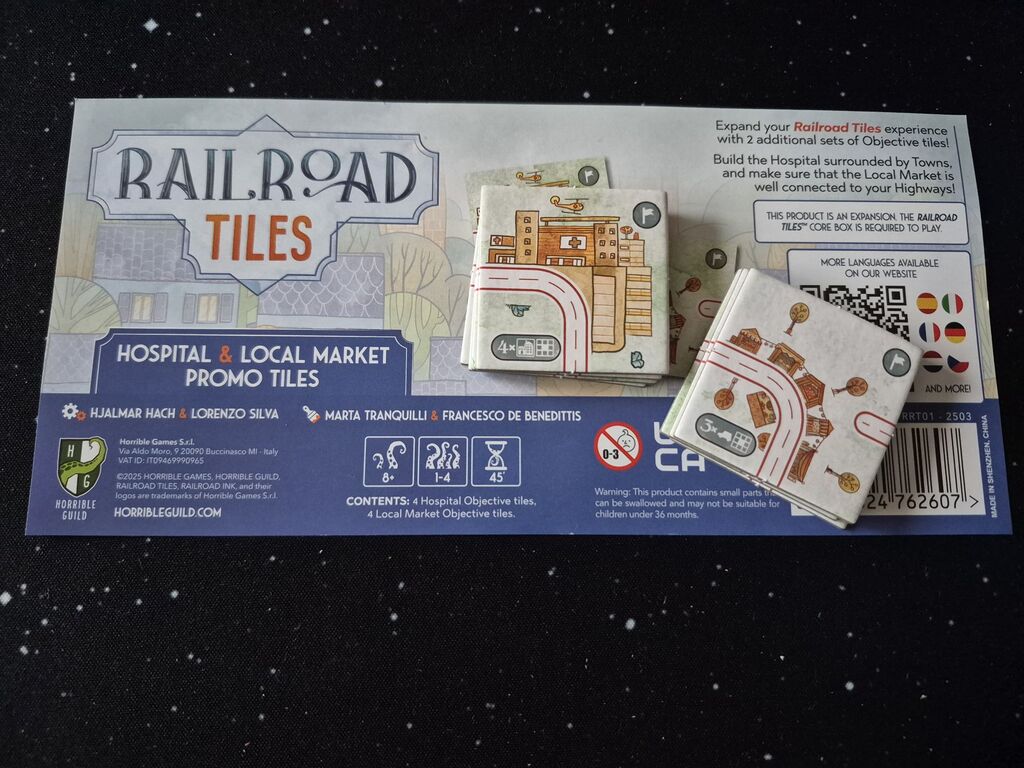 RAILROAD
TILES
Expand your Railroad Tiles experience
with 2 additional sets of Objective tiles!
Build the Hospital surrounded by Towns,
and make sure that the Local Market is
well connected to your Highways!
THIS PRODUCT IS AN EXPANSION. THE RAILROAD
TILES™ CORE BOX IS REQUIRED TO PLAY.
MORE LANGUAGES AVAILABLE
ON OUR WEBSITE
AND MORE!
4×
3×
HOSPITAL & LOCAL MARKET
PROMO TILES
HJALMAR HACH & LORENZO SILVA
MARTA TRANQUILLI & FRANCESCO DE BENEDITTIS
H G
HORRIBLE
GUILD
Horrible Games S.r.l.
Via Aldo Moro, 9 20090 Buccinasco MI - Italy
VAT ID: IT09469990965
©2025 HORRIBLE GAMES, HORRIBLE GUILD,
RAILROAD TILES, RAILROAD INK, and their
logos are trademarks of Horrible Games S.r.l.
HORRIBLEGUILD.COM
8+
1-4
45'
CONTENTS: 4 Hospital Objective tiles,
4 Local Market Objective tiles.
0-3
CA
Warning: This product contains small parts
can be swallowed and may not be suitable for
children under 36 months.
RRT01 - 2503
24 762607 >
MADE IN SHENZHEN, CHINA